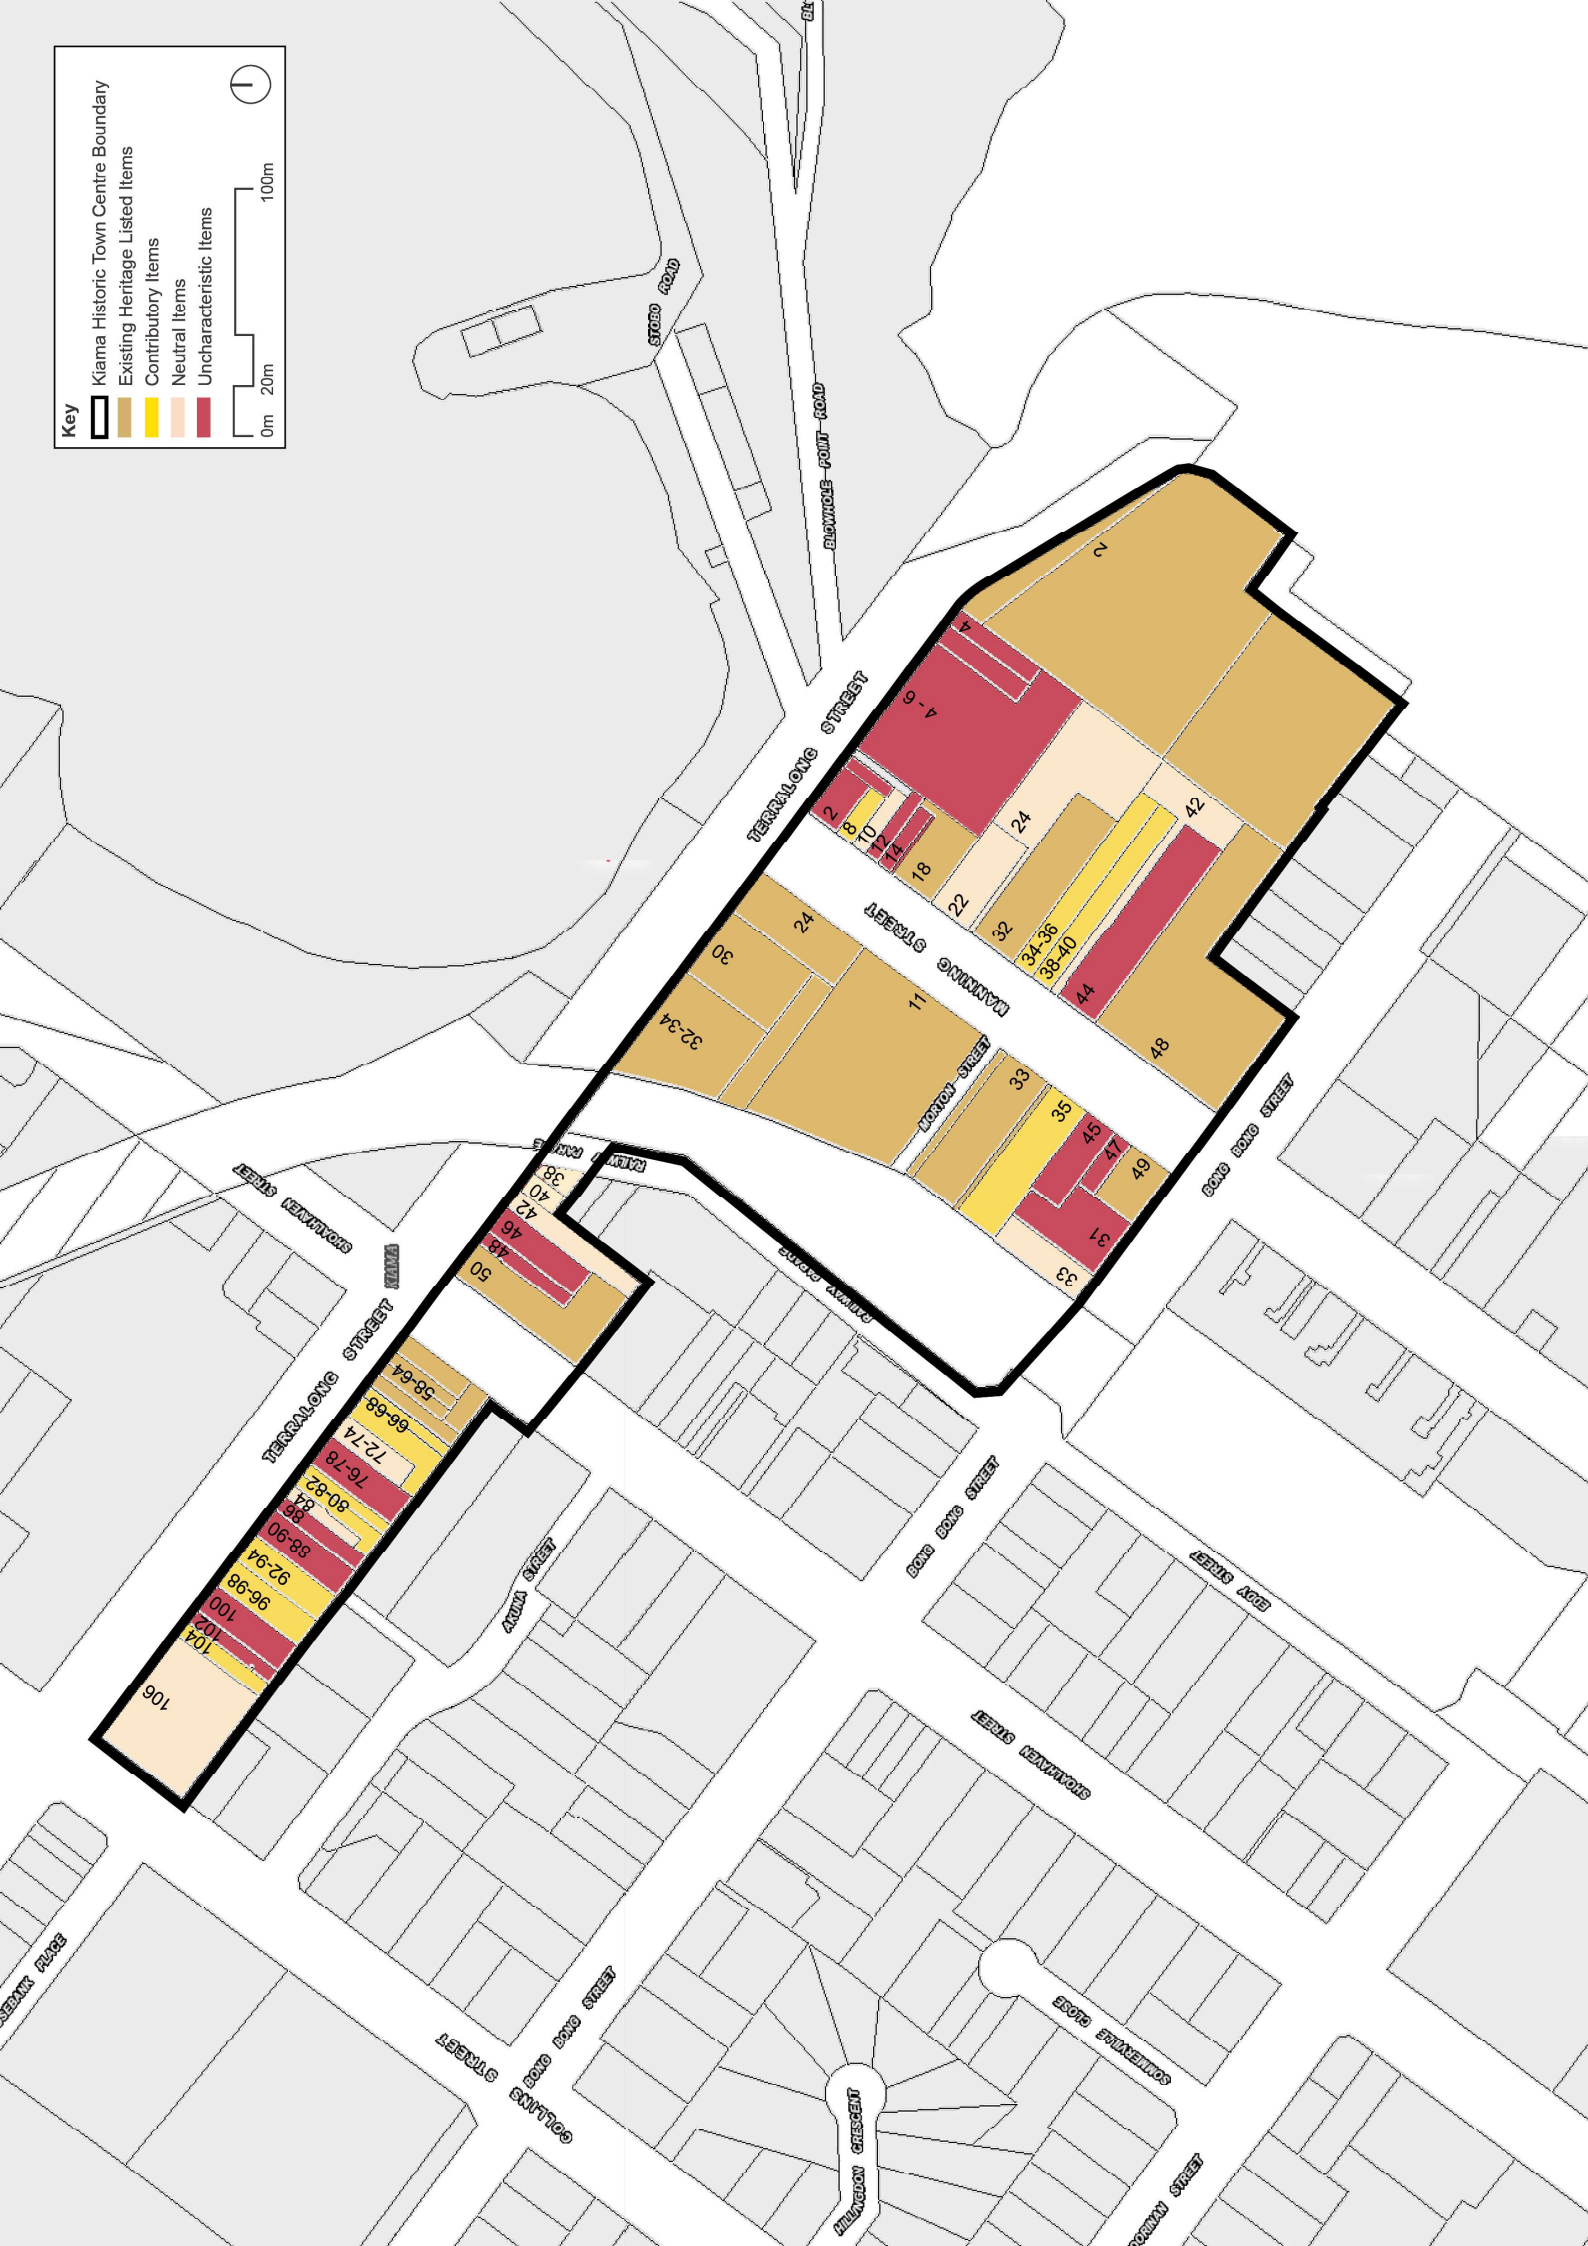 Key
Kiama Historic Town Centre Boundary
Existing Heritage Listed Items
Contributory Items
Neutral Items
Uncharacteristic Items
0m 20m 100m
STOBO ROAD
BLOWHOLE POINT ROAD
TERRALONG STREET
2
4
4 - 6
2
8
10
12
14
18
22
24
32
34-36
38-40
42
44
48
MANNING STREET
24
30
32-34
11
MORTON STREET
33
35
45
47
49
31
33
BONG BONG STREET
RAILWAY PARADE
38
40
42
46
48
50
SHOALHAVEN STREET
KIAMA
TERRALONG STREET
58-64
66-68
72-74
76-78
80-82
84
86
88-90
92-94
96-98
100
102
104
106
AKUNA STREET
BONG BONG STREET
EDDY STREET
SHOALHAVEN STREET
COLLINS STREET
BONG BONG STREET
SOMMERVILLE CLOSE
HILLINGDON CRESCENT